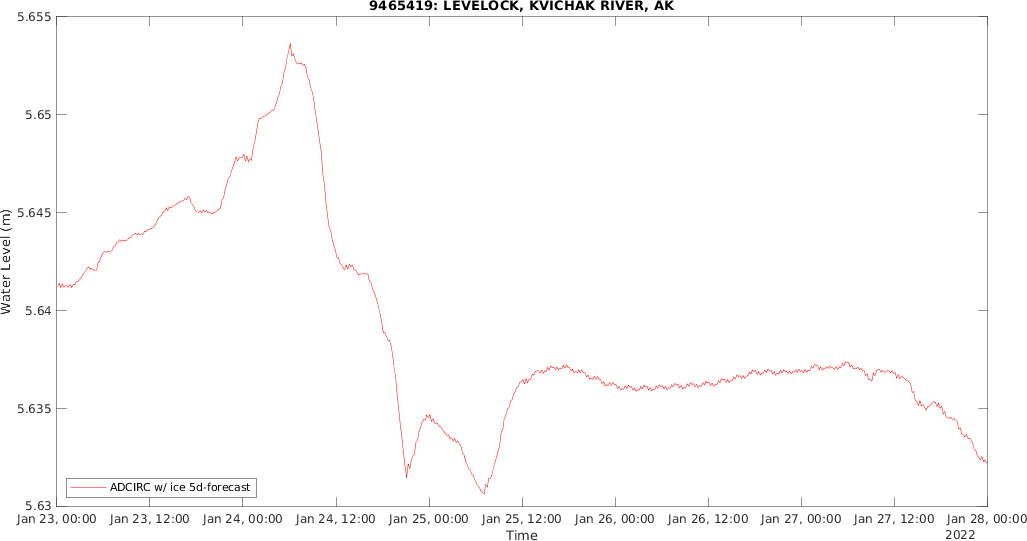 9465419: LEVELOCK, KVICHAK RIVER, AK
5.655
5.65
5.645
5.64
5.635
5.63
Water Level (m)
ADCIRC w/ ice 5d-forecast
Jan 23, 00:00 Jan 23, 12:00 Jan 24, 00:00 Jan 24, 12:00 Jan 25, 00:00 Jan 25, 12:00 Jan 26, 00:00 Jan 26, 12:00 Jan 27, 00:00 Jan 27, 12:00 Jan 28, 00:00
Time
2022